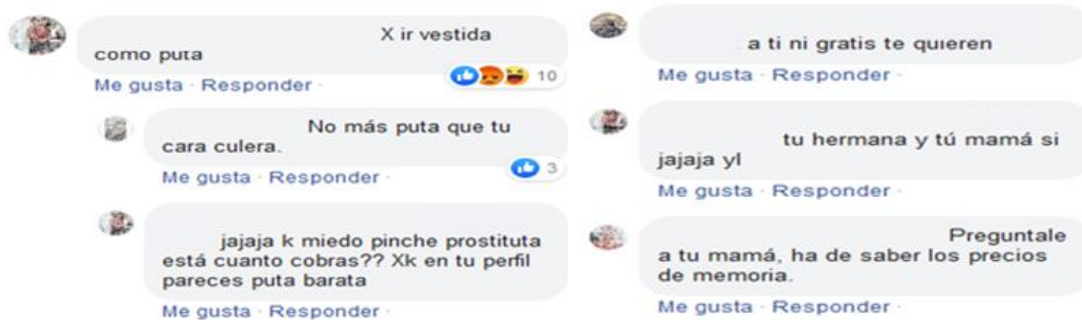 X ir vestida
como puta
Me gusta · Responder ·
10
No más puta que tu
cara culera.
Me gusta · Responder ·
3
jajaja k miedo pinche prostituta
está cuanto cobras?? Xk en tu perfil
pareces puta barata
Me gusta · Responder ·
a ti ni gratis te quieren
Me gusta · Responder ·
tu hermana y tú mamá si
jajaja yl
Me gusta · Responder ·
Preguntale
a tu mamá, ha de saber los precios
de memoria.
Me gusta · Responder ·